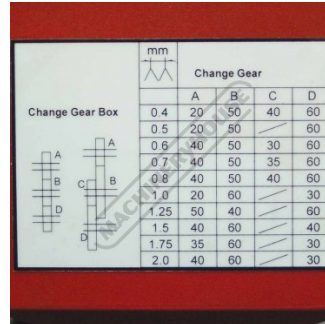 mm
Change Gear
A B C D
Change Gear Box
0.4 20 50 40 60
0.5 20 50 60
0.6 40 50 30 60
0.7 40 50 35 60
0.8 40 50 40 60
1.0 20 60 30
1.25 50 40 60
1.5 40 60 40
1.75 35 60 30
2.0 40 60 30
A
B
D
A
C B
D
MACHINERYHOUSE